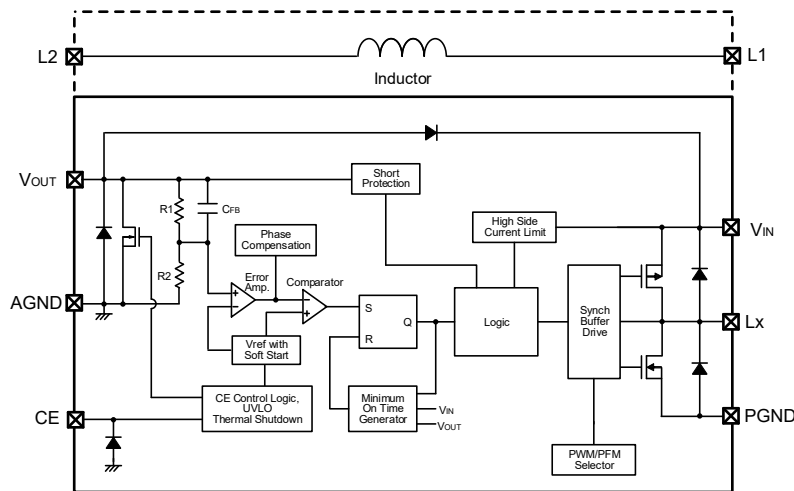 L2
L1
Inductor
VOUT
Short
Protection
R1
CFB
High Side
Current Limit
VIN
Phase
Compensation
R2
Error
Amp.
Comparator
AGND
+
−
−
+
S
Q
R
Logic
Synch
Buffer
Drive
Lx
Vref with
Soft Start
CE Control Logic,
UVLO
Thermal Shutdown
Minimum
On Time
Generator
VIN
VOUT
CE
PGND
PWM/PFM
Selector